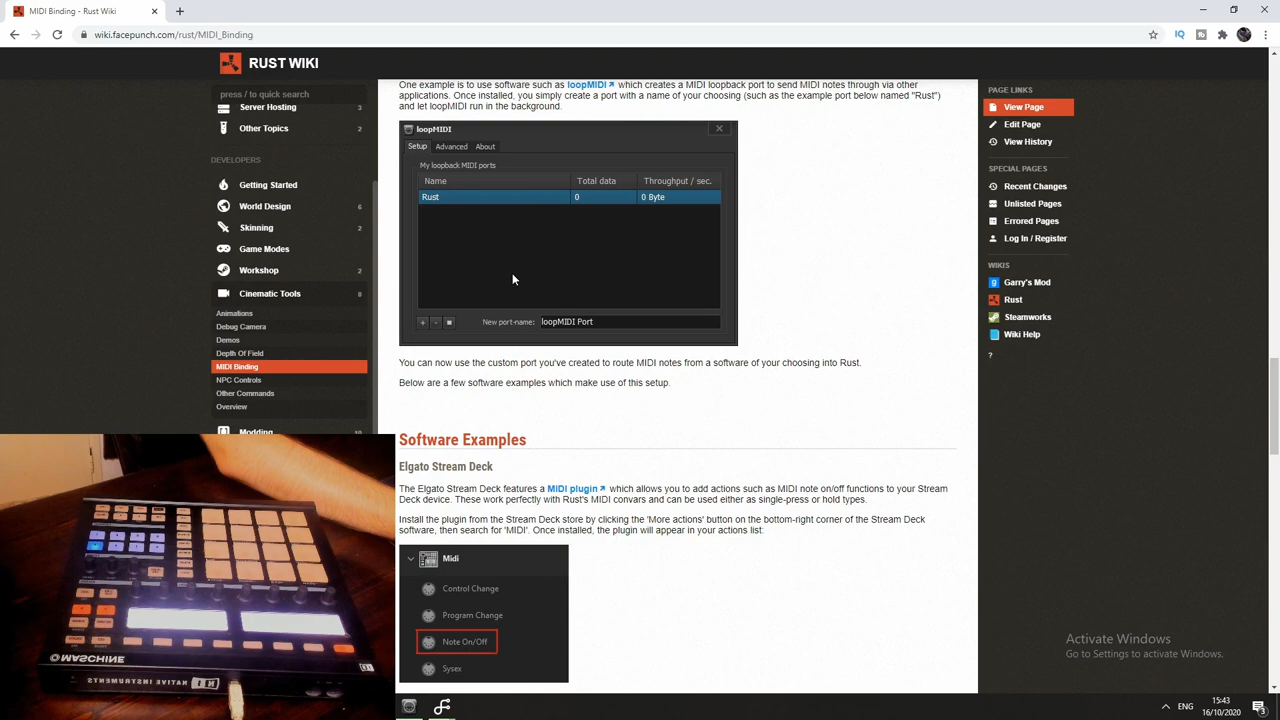 MIDI Binding - Rust Wiki
wiki.facepunch.com/rust/MIDI_Binding
RUST WIKI
press / to quick search
Server Hosting 3
Other Topics 2
DEVELOPERS
Getting Started
World Design 6
Skinning 2
Game Modes
Workshop 2
Cinematic Tools 8
Animations
Debug Camera
Demos
Depth Of Field
MIDI Binding
NPC Controls
Other Commands
Overview
Modding 10
One example is to use software such as loopMIDI which creates a MIDI loopback port to send MIDI notes through via other
applications. Once installed, you simply create a port with a name of your choosing (such as the example port below named "Rust")
and let loopMIDI run in the background.
loopMIDI
Setup Advanced About
My loopback MIDI ports
Name Total data Throughput / sec.
Rust 0 0 Byte
+ - New port-name: loopMIDI Port
You can now use the custom port you've created to route MIDI notes from a software of your choosing into Rust.
Below are a few software examples which make use of this setup.
Software Examples
Elgato Stream Deck
The Elgato Stream Deck features a MIDI plugin which allows you to add actions such as MIDI note on/off functions to your Stream
Deck device. These work perfectly with Rust's MIDI convars and can be used either as single-press or hold types.
Install the plugin from the Stream Deck store by clicking the 'More actions' button on the bottom-right corner of the Stream Deck
software, then search for 'MIDI'. Once installed, the plugin will appear in your actions list:
Midi
Control Change
Program Change
Note On/Off
Sysex
PAGE LINKS
View Page
Edit Page
View History
SPECIAL PAGES
Recent Changes
Unlisted Pages
Errored Pages
Log In / Register
WIKIS
Garry's Mod
Rust
Steamworks
Wiki Help
?
IQ
MASCHINE
NATIVE INSTRUMENTS
Activate Windows
Go to Settings to activate Windows.
ENG
15:43
16/10/2020
3